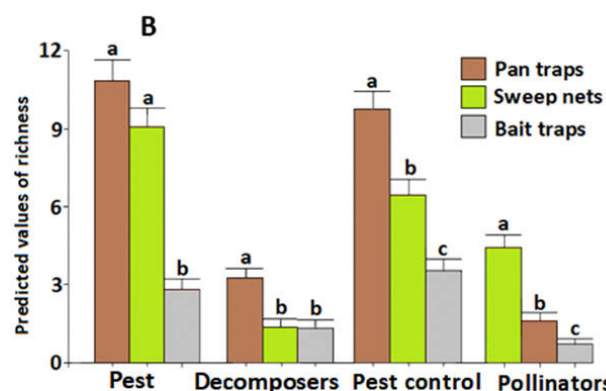 B
Pan traps
Sweep nets
Bait traps
Predicted values of richness
12
9
6
3
0
a
a
b
a
b
b
a
b
c
a
b
c
Pest
Decomposers
Pest control
Pollinators